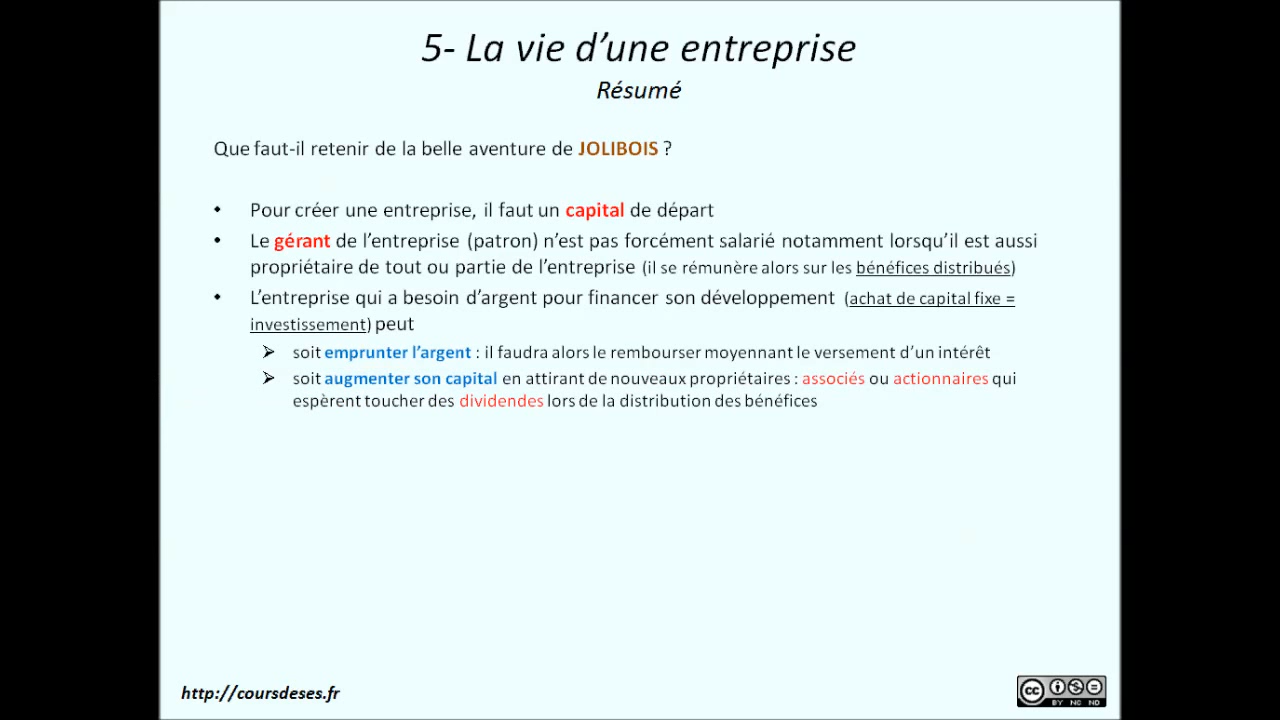 5- La vie d’une entreprise
Résumé
Que faut-il retenir de la belle aventure de JOLIBOIS ?
• Pour créer une entreprise, il faut un capital de départ
• Le gérant de l’entreprise (patron) n’est pas forcément salarié notamment lorsqu’il est aussi
propriétaire de tout ou partie de l’entreprise (il se rémunère alors sur les bénéfices distribués)
• L’entreprise qui a besoin d’argent pour financer son développement (achat de capital fixe =
investissement) peut
➢ soit emprunter l’argent : il faudra alors le rembourser moyennant le versement d’un intérêt
➢ soit augmenter son capital en attirant de nouveaux propriétaires : associés ou actionnaires qui
espèrent toucher des dividendes lors de la distribution des bénéfices
http://coursdeses.fr
cc
BY NC ND